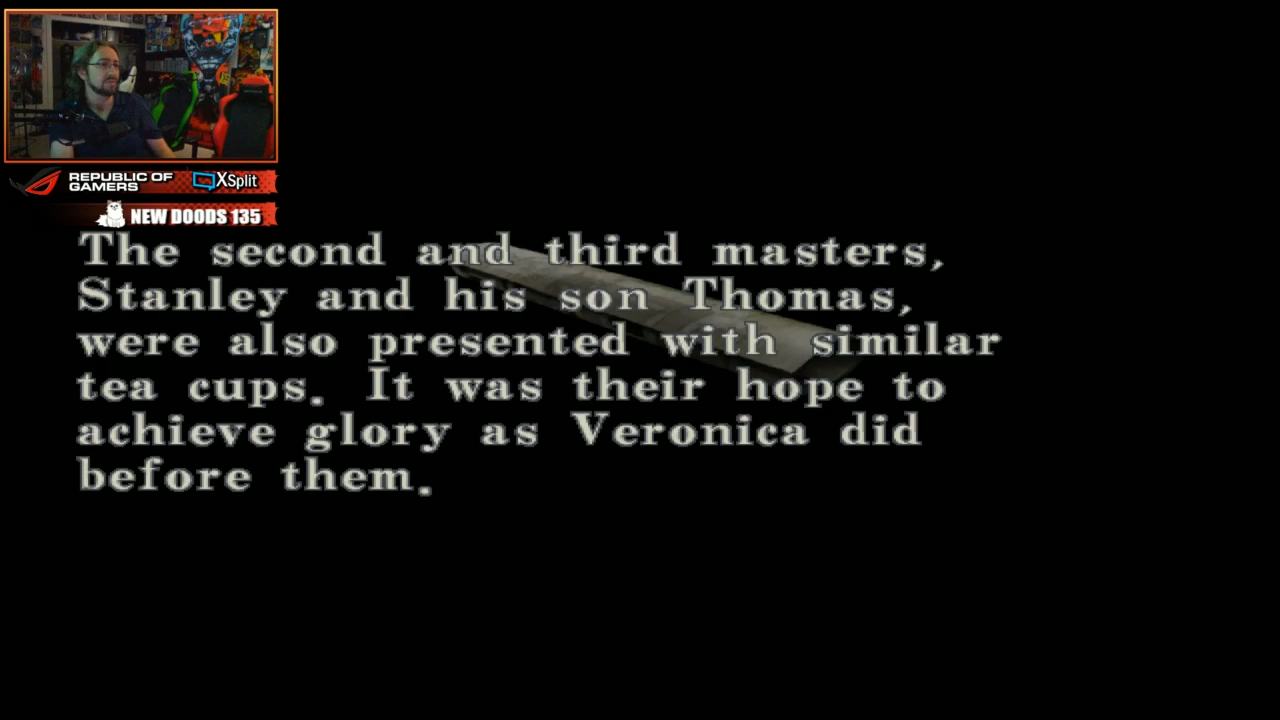 REPUBLIC OF
GAMERS
XSplit
NEW DOODS 135
The second and third masters,
Stanley and his son Thomas,
were also presented with similar
tea cups. It was their hope to
achieve glory as Veronica did
before them.